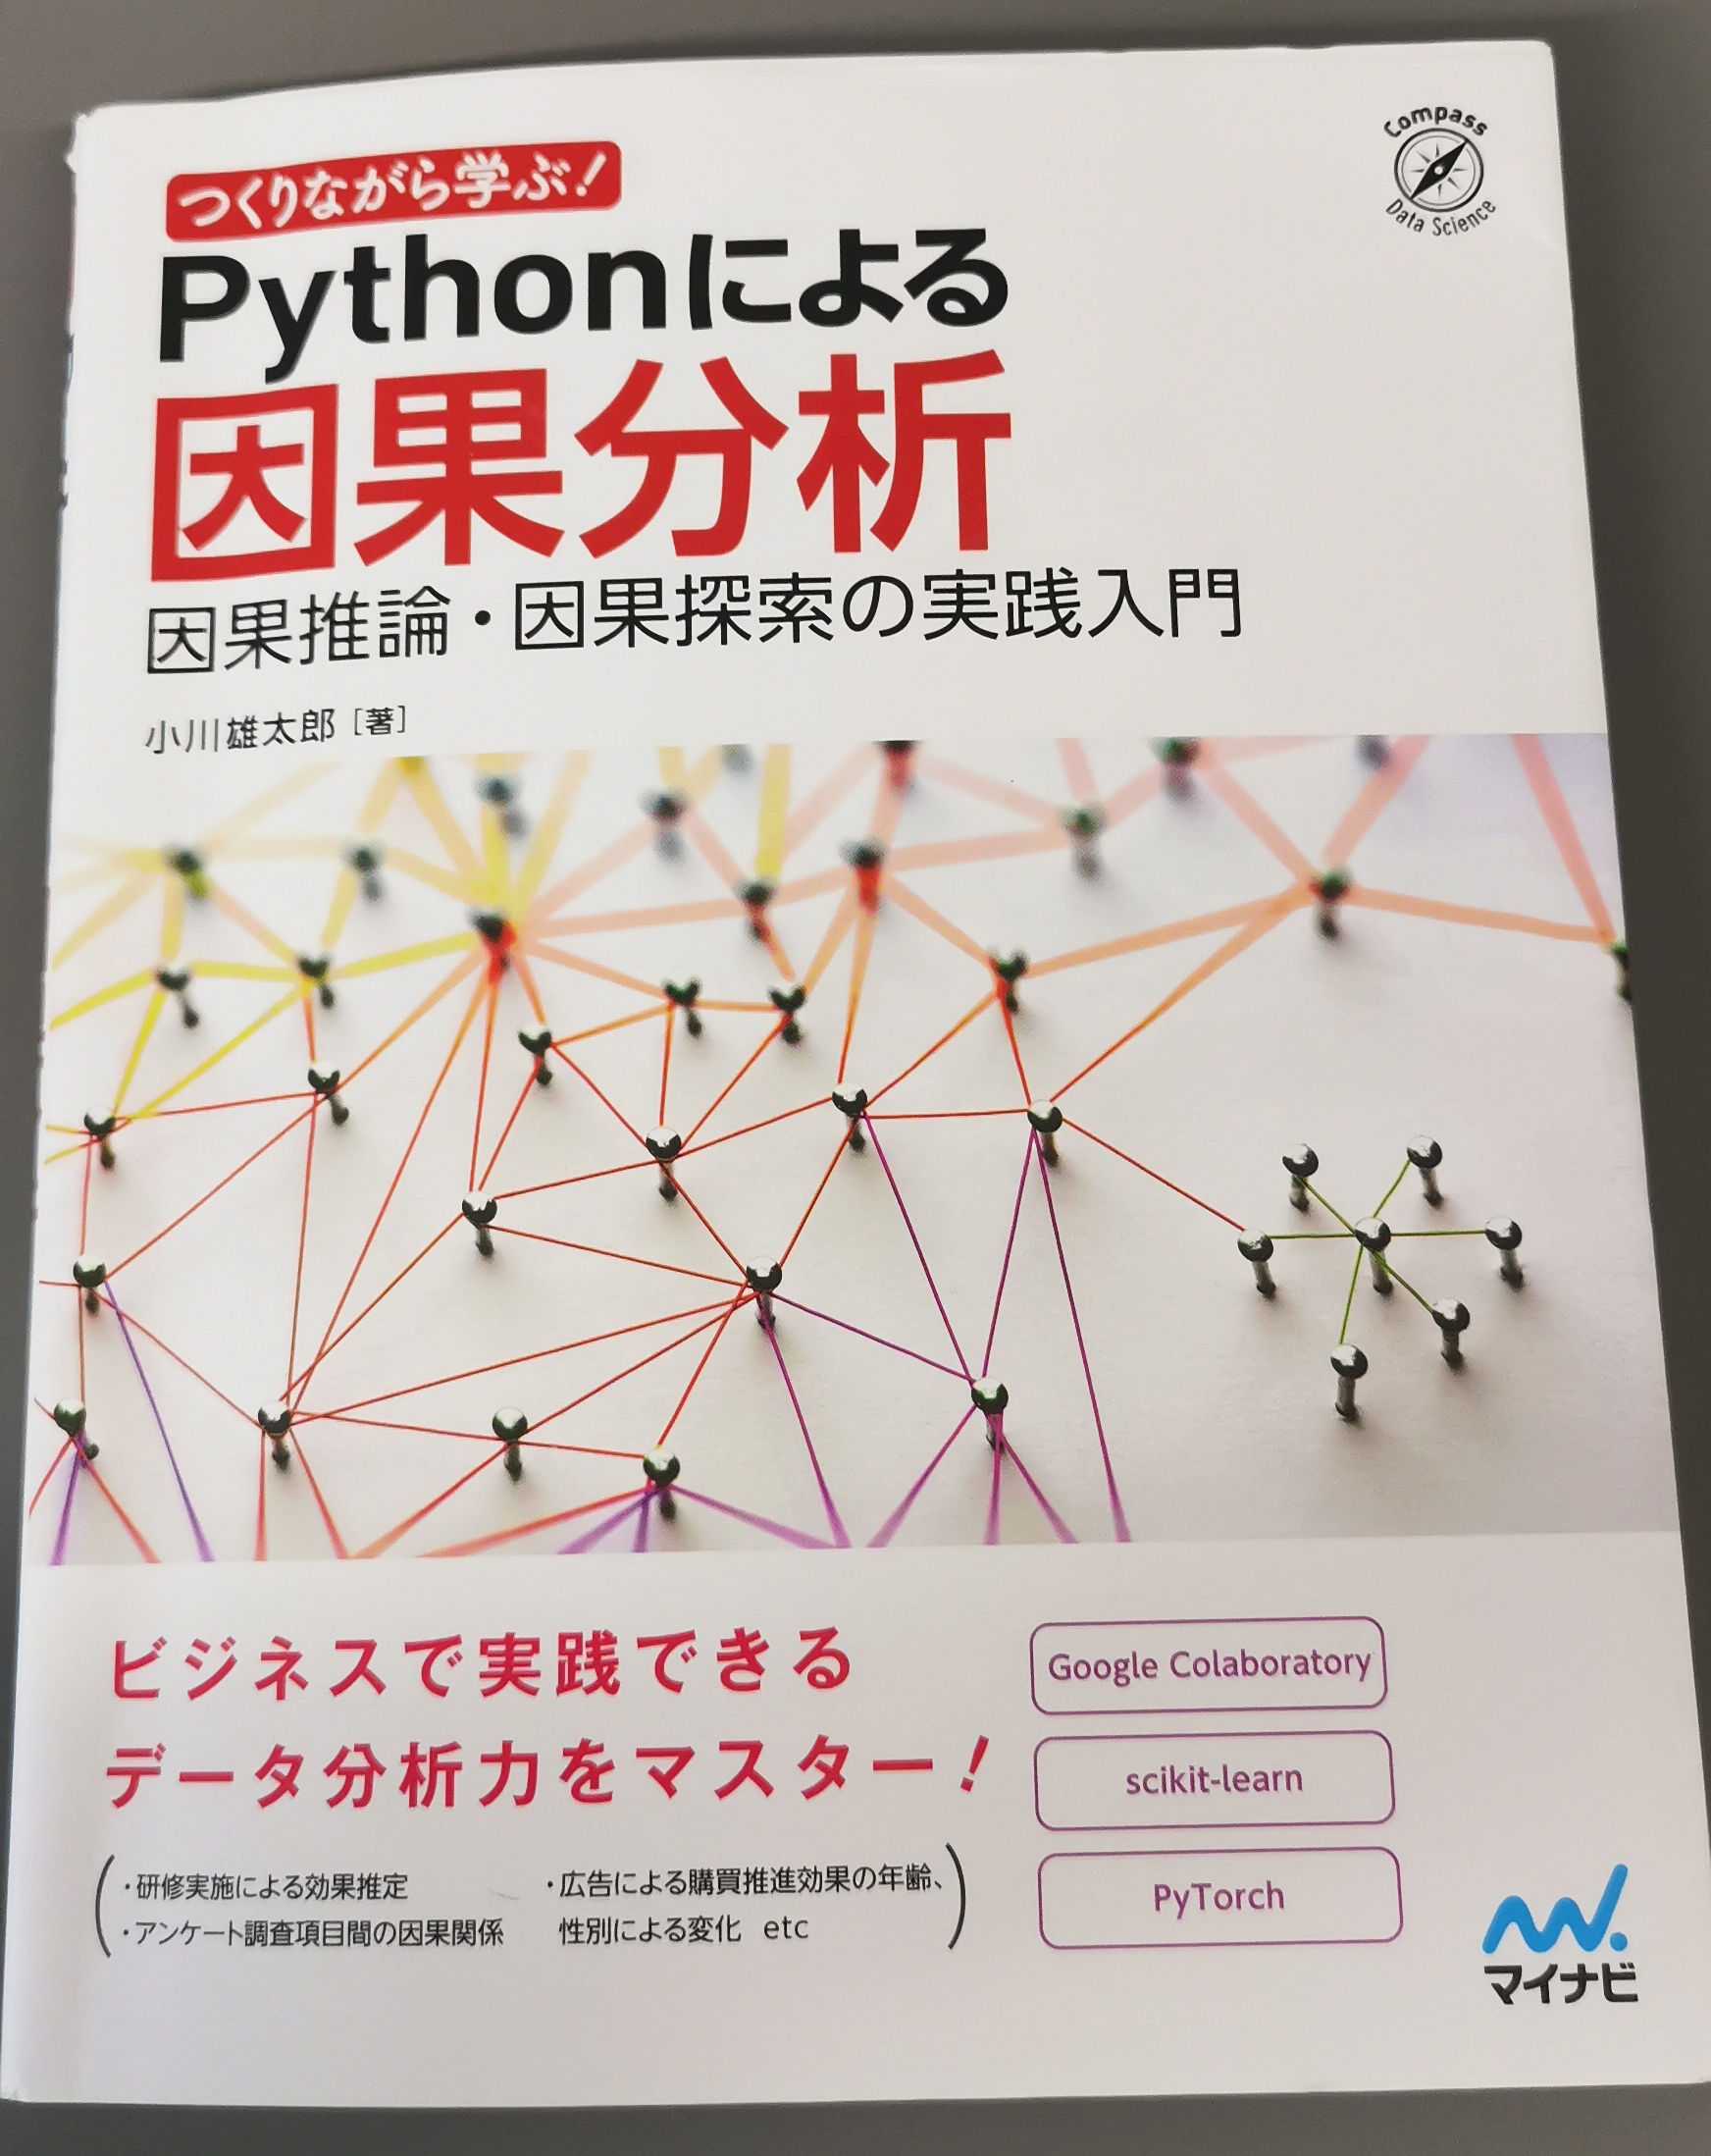 つくりながら学ぶ!
Compass
Data Science
Pythonによる
因果分析
因果推論・因果探索の実践入門
小川雄太郎 [著]
ビジネスで実践できる
データ分析力をマスター!
・研修実施による効果推定
・アンケート調査項目間の因果関係
・広告による購買推進効果の年齢、
性別による変化 etc
Google Colaboratory
scikit-learn
PyTorch
マイナビ